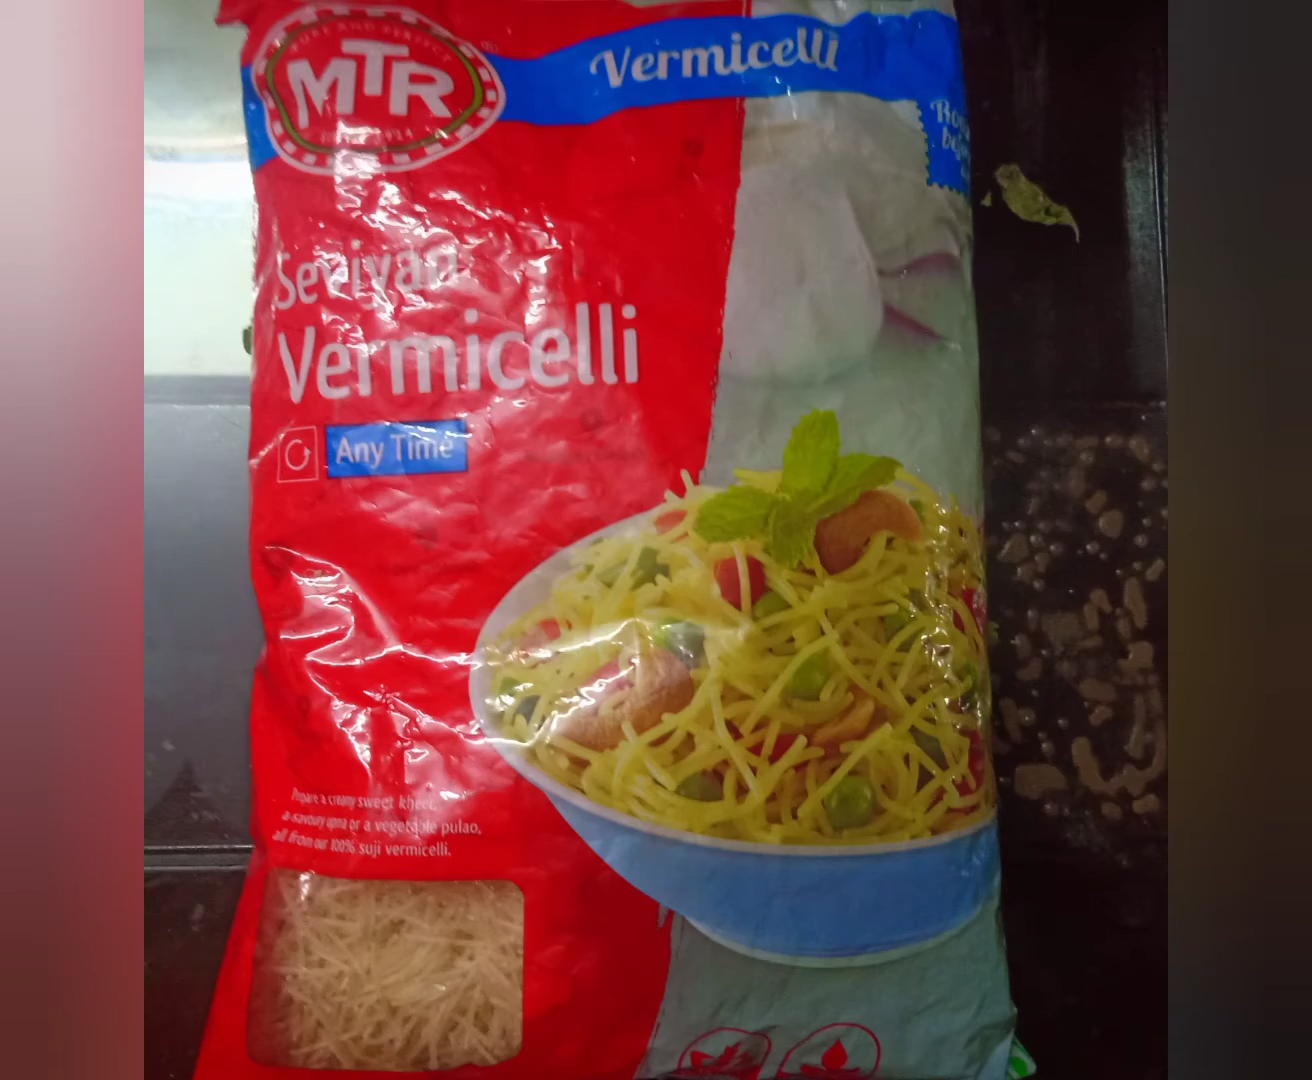 MTR
Vermicelli
Seviyan
Vermicelli
Any Time
Prepare a creamy sweet kheer,
a savoury upma or a vegetable pulao,
all from our 100% suji vermicelli.